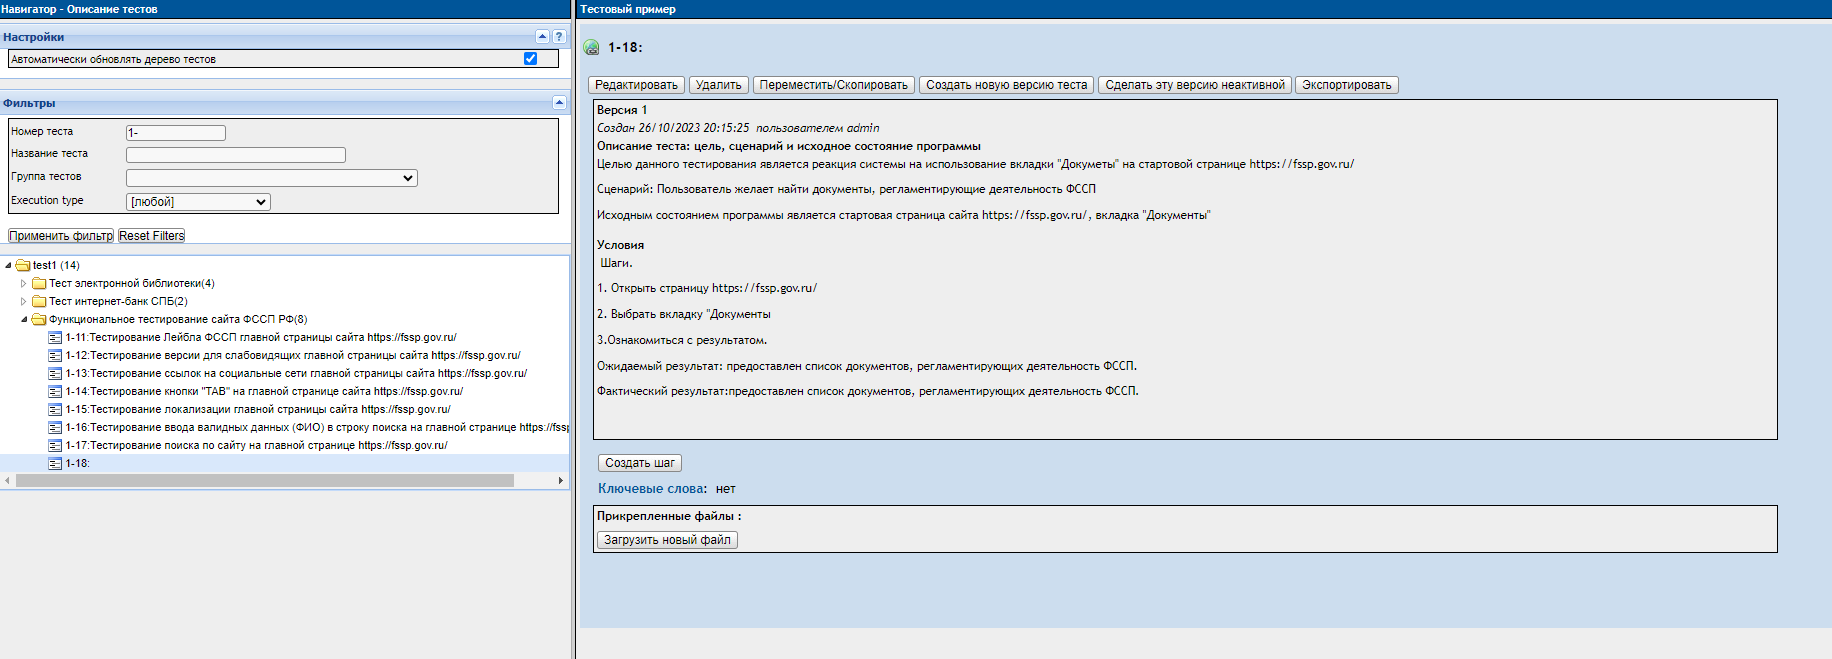 Навигатор - Описание тестов
Настройки
Автоматически обновлять дерево тестов
Фильтры
Номер теста 1-
Название теста
Группа тестов
Execution type [любой]
Применить фильтр Reset Filters
test1 (14)
Тест электронной библиотеки(4)
Тест интернет-банк СПБ(2)
Функциональное тестирование сайта ФССП РФ(8)
1-11:Тестирование Лейбла ФССП главной страницы сайта https://fssp.gov.ru/
1-12:Тестирование версии для слабовидящих главной страницы сайта https://fssp.gov.ru/
1-13:Тестирование ссылок на социальные сети главной страницы сайта https://fssp.gov.ru/
1-14:Тестирование кнопки "TAB" на главной странице сайта https://fssp.gov.ru/
1-15:Тестирование локализации главной страницы сайта https://fssp.gov.ru/
1-16:Тестирование ввода валидных данных (ФИО) в строку поиска на главной странице https://fssp
1-17:Тестирование поиска по сайту на главной странице https://fssp.gov.ru/
1-18:
Тестовый пример
1-18:
Редактировать Удалить Переместить/Скопировать Создать новую версию теста Сделать эту версию неактивной Экспортировать
Версия 1
Создан 26/10/2023 20:15:25 пользователем admin
Описание теста: цель, сценарий и исходное состояние программы
Целью данного тестирования является реакция системы на использование вкладки "Докуметы" на стартовой странице https://fssp.gov.ru/
Сценарий: Пользователь желает найти документы, регламентирующие деятельность ФССП
Исходным состоянием программы является стартовая страница сайта https://fssp.gov.ru/, вкладка "Документы"
Условия
Шаги.
1. Открыть страницу https://fssp.gov.ru/
2. Выбрать вкладку "Документы
3.Ознакомиться с результатом.
Ожидаемый результат: предоставлен список документов, регламентирующих деятельность ФССП.
Фактический результат:предоставлен список документов, регламентирующих деятельность ФССП.
Создать шаг
Ключевые слова: нет
Прикрепленные файлы :
Загрузить новый файл